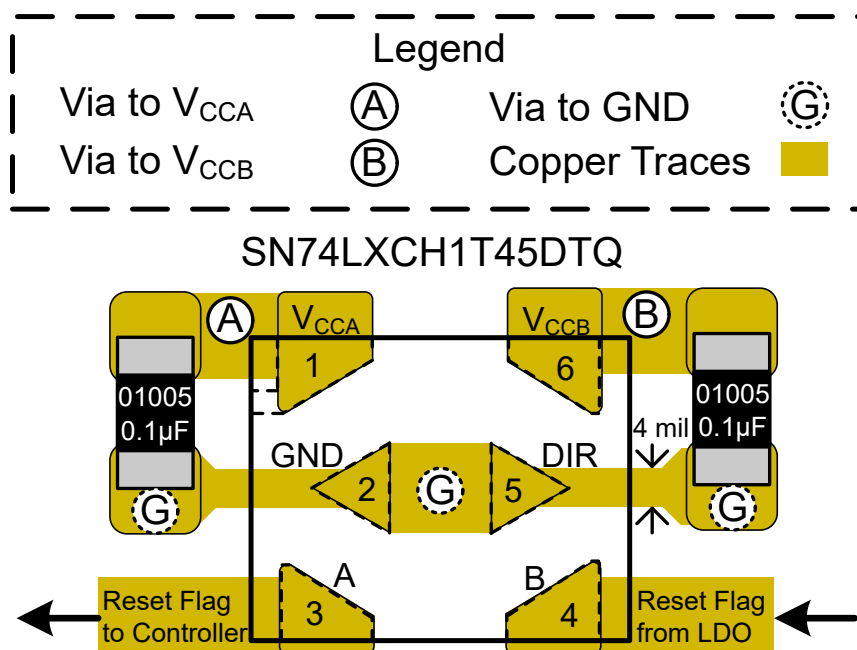 Legend
Via to VCCA A Via to GND G
Via to VCCB B Copper Traces
SN74LXCH1T45DTQ
A VCCA VCCB B
1 6
01005 01005
0.1µF 4 mil 0.1µF
GND DIR
2 G 5
G G
A B
Reset Flag Reset Flag
to Controller 3 4 from LDO